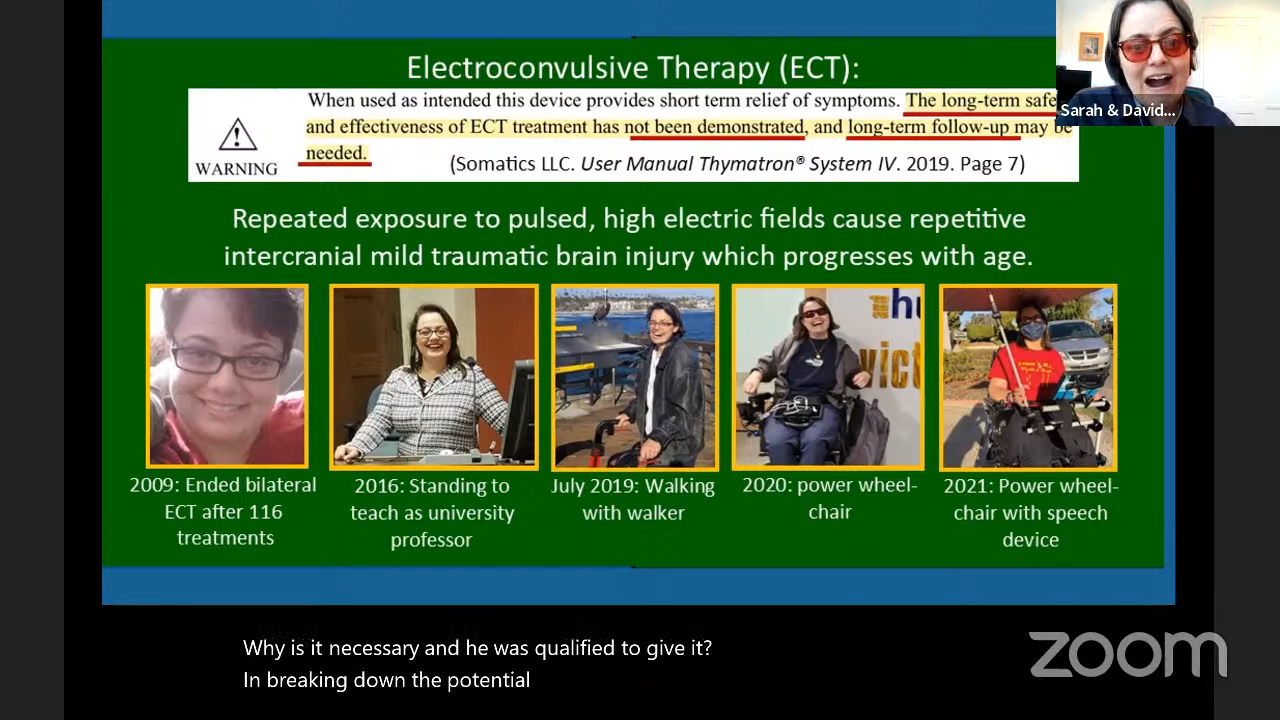 Electroconvulsive Therapy (ECT):
When used as intended this device provides short term relief of symptoms. The long-term safe
and effectiveness of ECT treatment has not been demonstrated, and long-term follow-up may be
needed.
WARNING
(Somatics LLC. User Manual Thymatron® System IV. 2019. Page 7)
Sarah & David...
Repeated exposure to pulsed, high electric fields cause repetitive
intercranial mild traumatic brain injury which progresses with age.
hu
vict
2009: Ended bilateral
ECT after 116
treatments
2016: Standing to
teach as university
professor
July 2019: Walking
with walker
2020: power wheel-
chair
2021: Power wheel-
chair with speech
device
Why is it necessary and he was qualified to give it?
In breaking down the potential
zoom